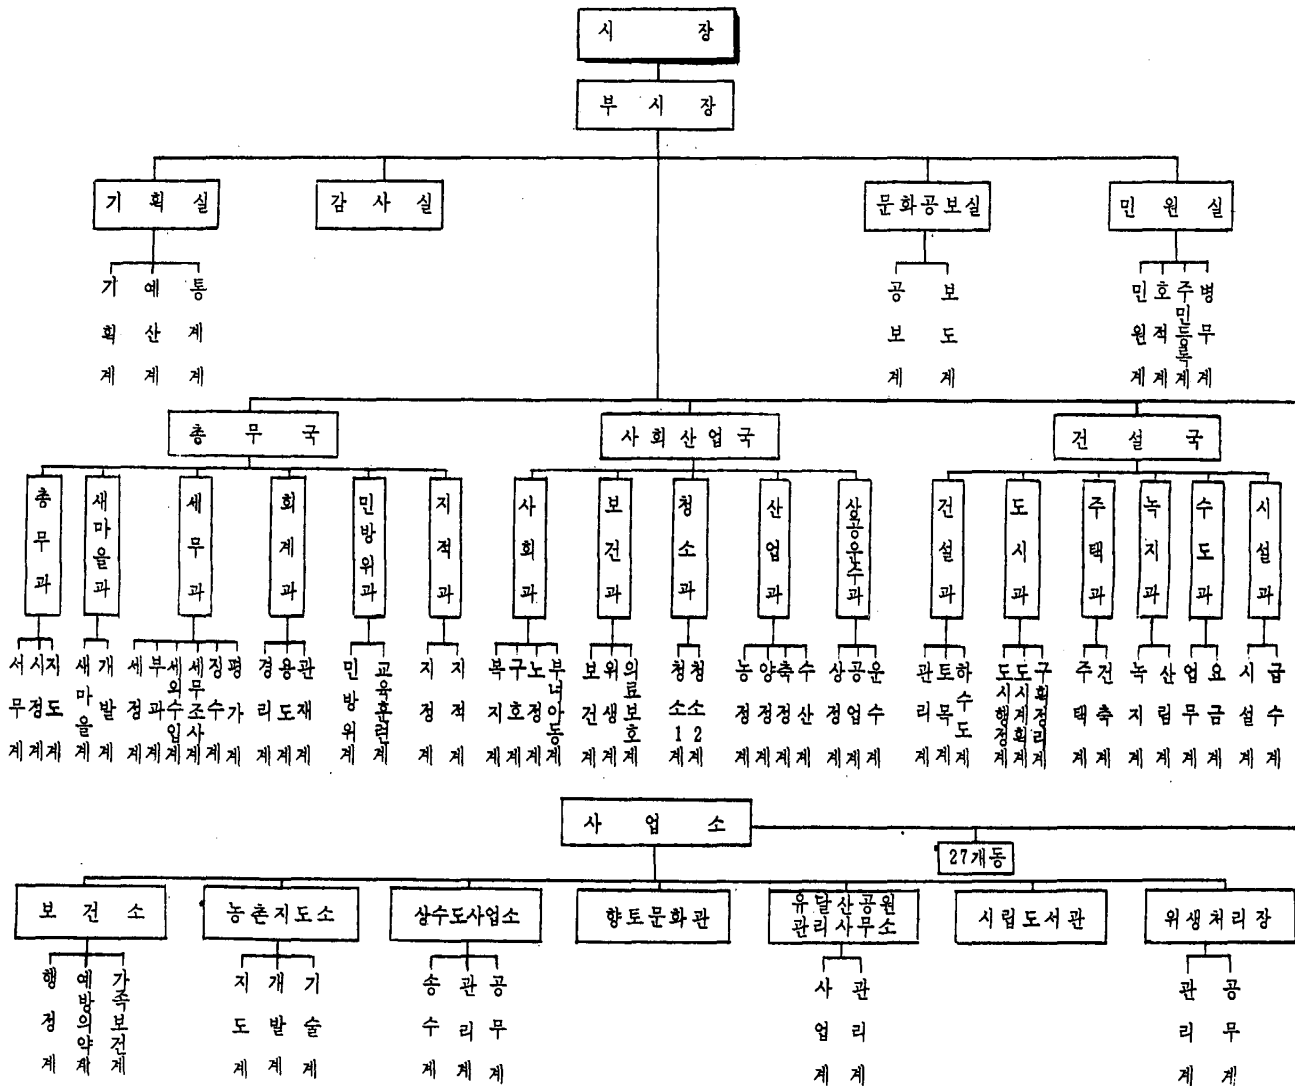 시 장
부 시 장
기 획 실
감 사 실
문화공보실
민 원 실
기획계 예산계 통계계
공보계 보도계
민원계 호적계 주민등록계 병무계
총 무 국
사 회 산 업 국
건 설 국
총무과 새마을과 세무과 회계과 민방위과 지적과 사회과 보건과 청소과 산업과 상공운수과 건설과 도시과 주택과 녹지과 수도과 시설과
서무계 시정계 지도계 새마을계 개발계 세정계 부과계 세외수입계 세무조사계 징수계 평가계 경리계 용도계 관재계 민방위계 교육훈련계 지정계 지적계 복지계 구호계 노정계 부녀아동계 보건계 위생계 의료보호계 청소1계 청소2계 농정계 양정계 축정계 수산계 상정계 공업계 운수계 관리계 토목계 하수도계 도시행정계 도시계획계 구획정리계 주택계 건축계 녹지계 산림계 업무계 요금계 시설계 급수계
사 업 소
27개동
보 건 소
농촌지도소
상수도사업소
향토문화관
유달산공원
관리사무소
시립도서관
위생처리장
행정계 예방의약계 가족보건계
지도계 개발계 기술계
송수계 관리계 공무계
사업계 관리계
관리계 공무계